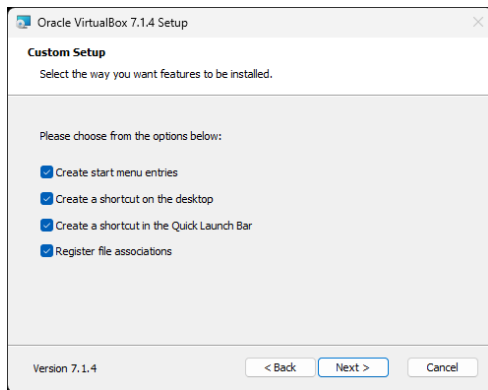 Oracle VirtualBox 7.1.4 Setup
Custom Setup
Select the way you want features to be installed.
Please choose from the options below:
Create start menu entries
Create a shortcut on the desktop
Create a shortcut in the Quick Launch Bar
Register file associations
Version 7.1.4
< Back
Next >
Cancel